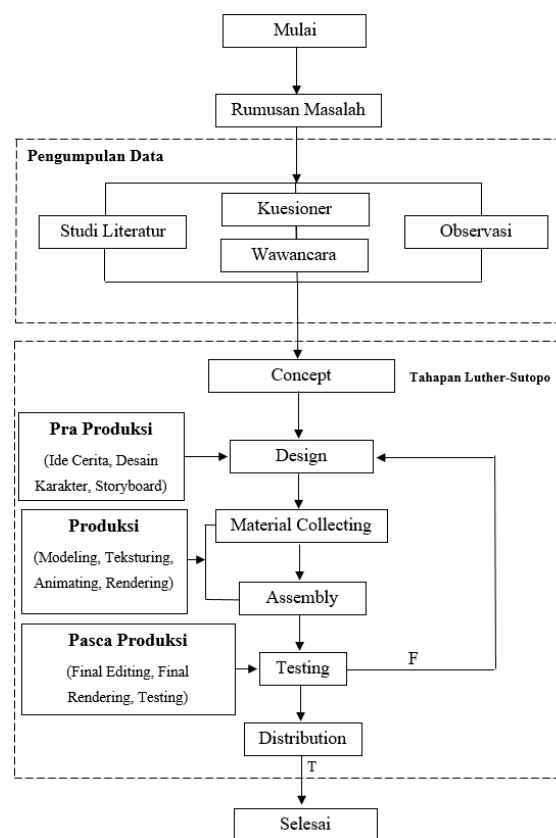 Mulai
Rumusan Masalah
Pengumpulan Data
Kuesioner
Studi Literatur
Observasi
Wawancara
Concept
Tahapan Luther-Sutopo
Pra Produksi
(Ide Cerita, Desain
Karakter, Storyboard)
Design
Produksi
(Modeling, Teksturing,
Animating, Rendering)
Material Collecting
Assembly
Pasca Produksi
(Final Editing, Final
Rendering, Testing)
Testing
F
Distribution
T
Selesai